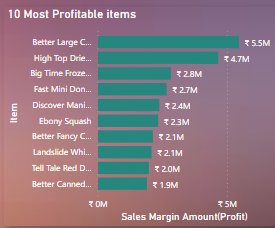 10 Most Profitable items
Better Large C... ₹ 5.5M
High Top Drie... ₹ 4.7M
Big Time Froze... ₹ 2.8M
Fast Mini Don... ₹ 2.7M
Discover Mani... ₹ 2.4M
Ebony Squash ₹ 2.3M
Better Fancy C... ₹ 2.1M
Landslide Whi... ₹ 2.1M
Tell Tale Red D... ₹ 2.0M
Better Canned... ₹ 1.9M
Item
₹ 0M ₹ 5M
Sales Margin Amount(Profit)